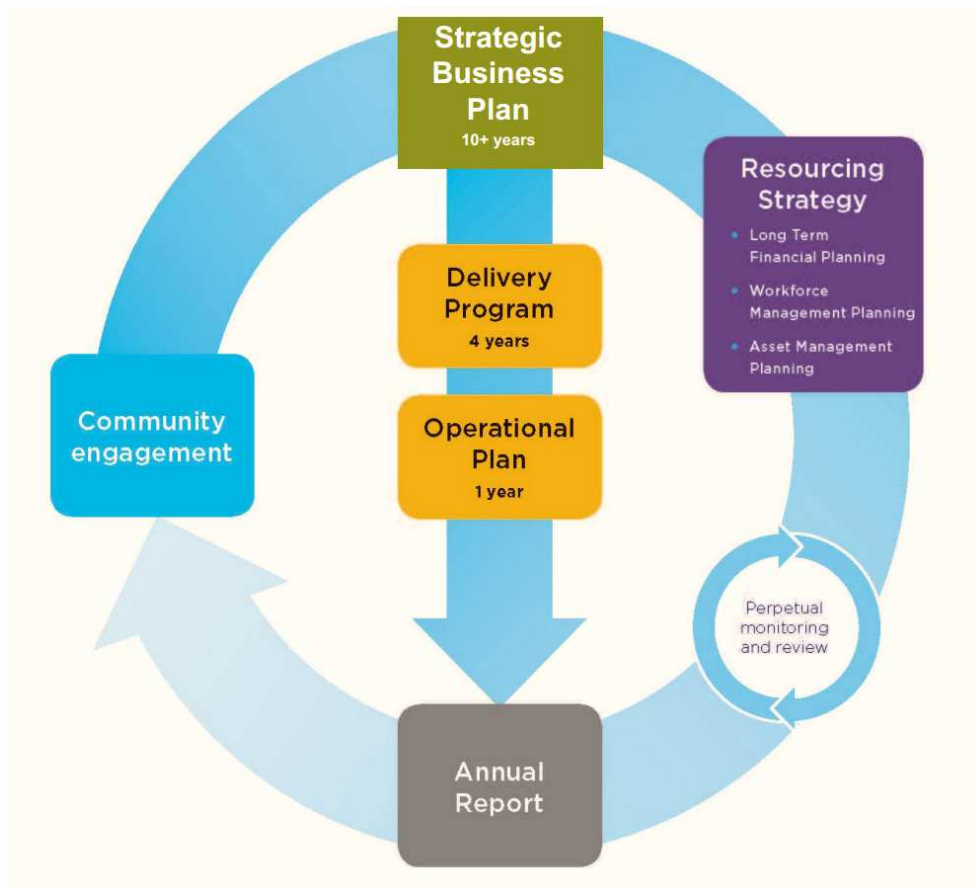 Strategic
Business
Plan
10+ years
Resourcing
Strategy
• Long Term
Financial Planning
• Workforce
Management Planning
• Asset Management
Planning
Delivery
Program
4 years
Community
engagement
Operational
Plan
1 year
Perpetual
monitoring
and review
Annual
Report